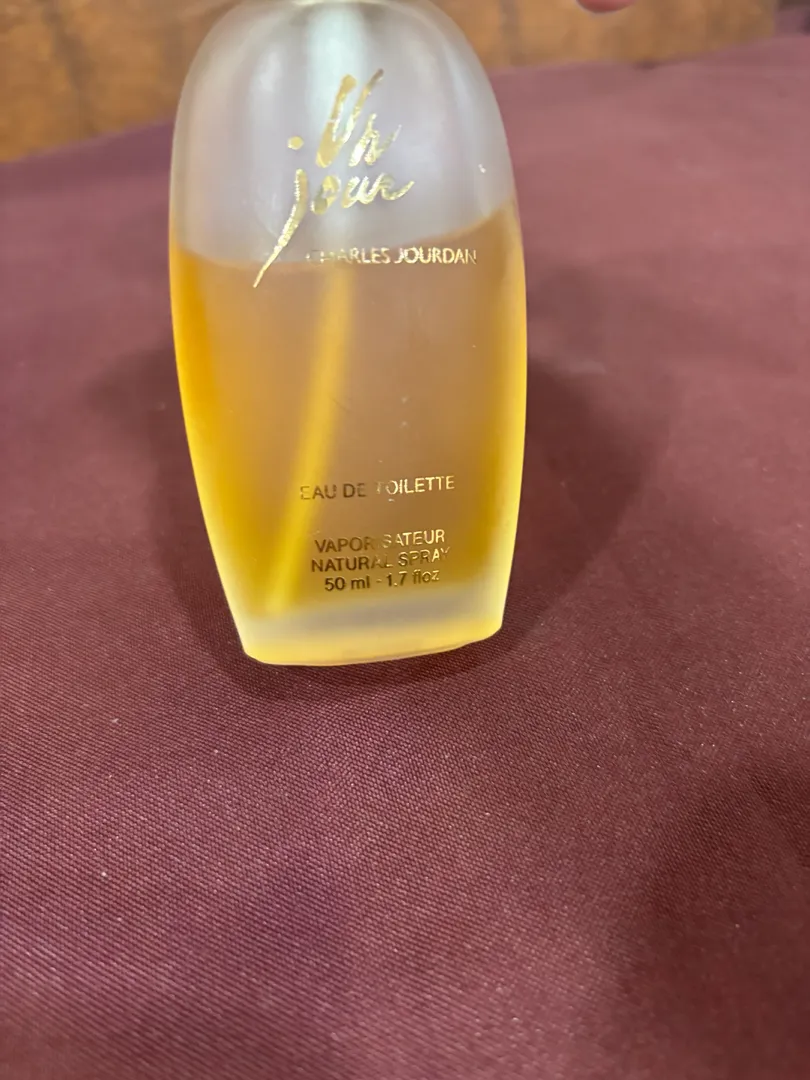 Un
jour
CHARLES JOURDAN
EAU DE TOILETTE
VAPORISATEUR
NATURAL SPRAY
50 ml - 1.7 fl oz